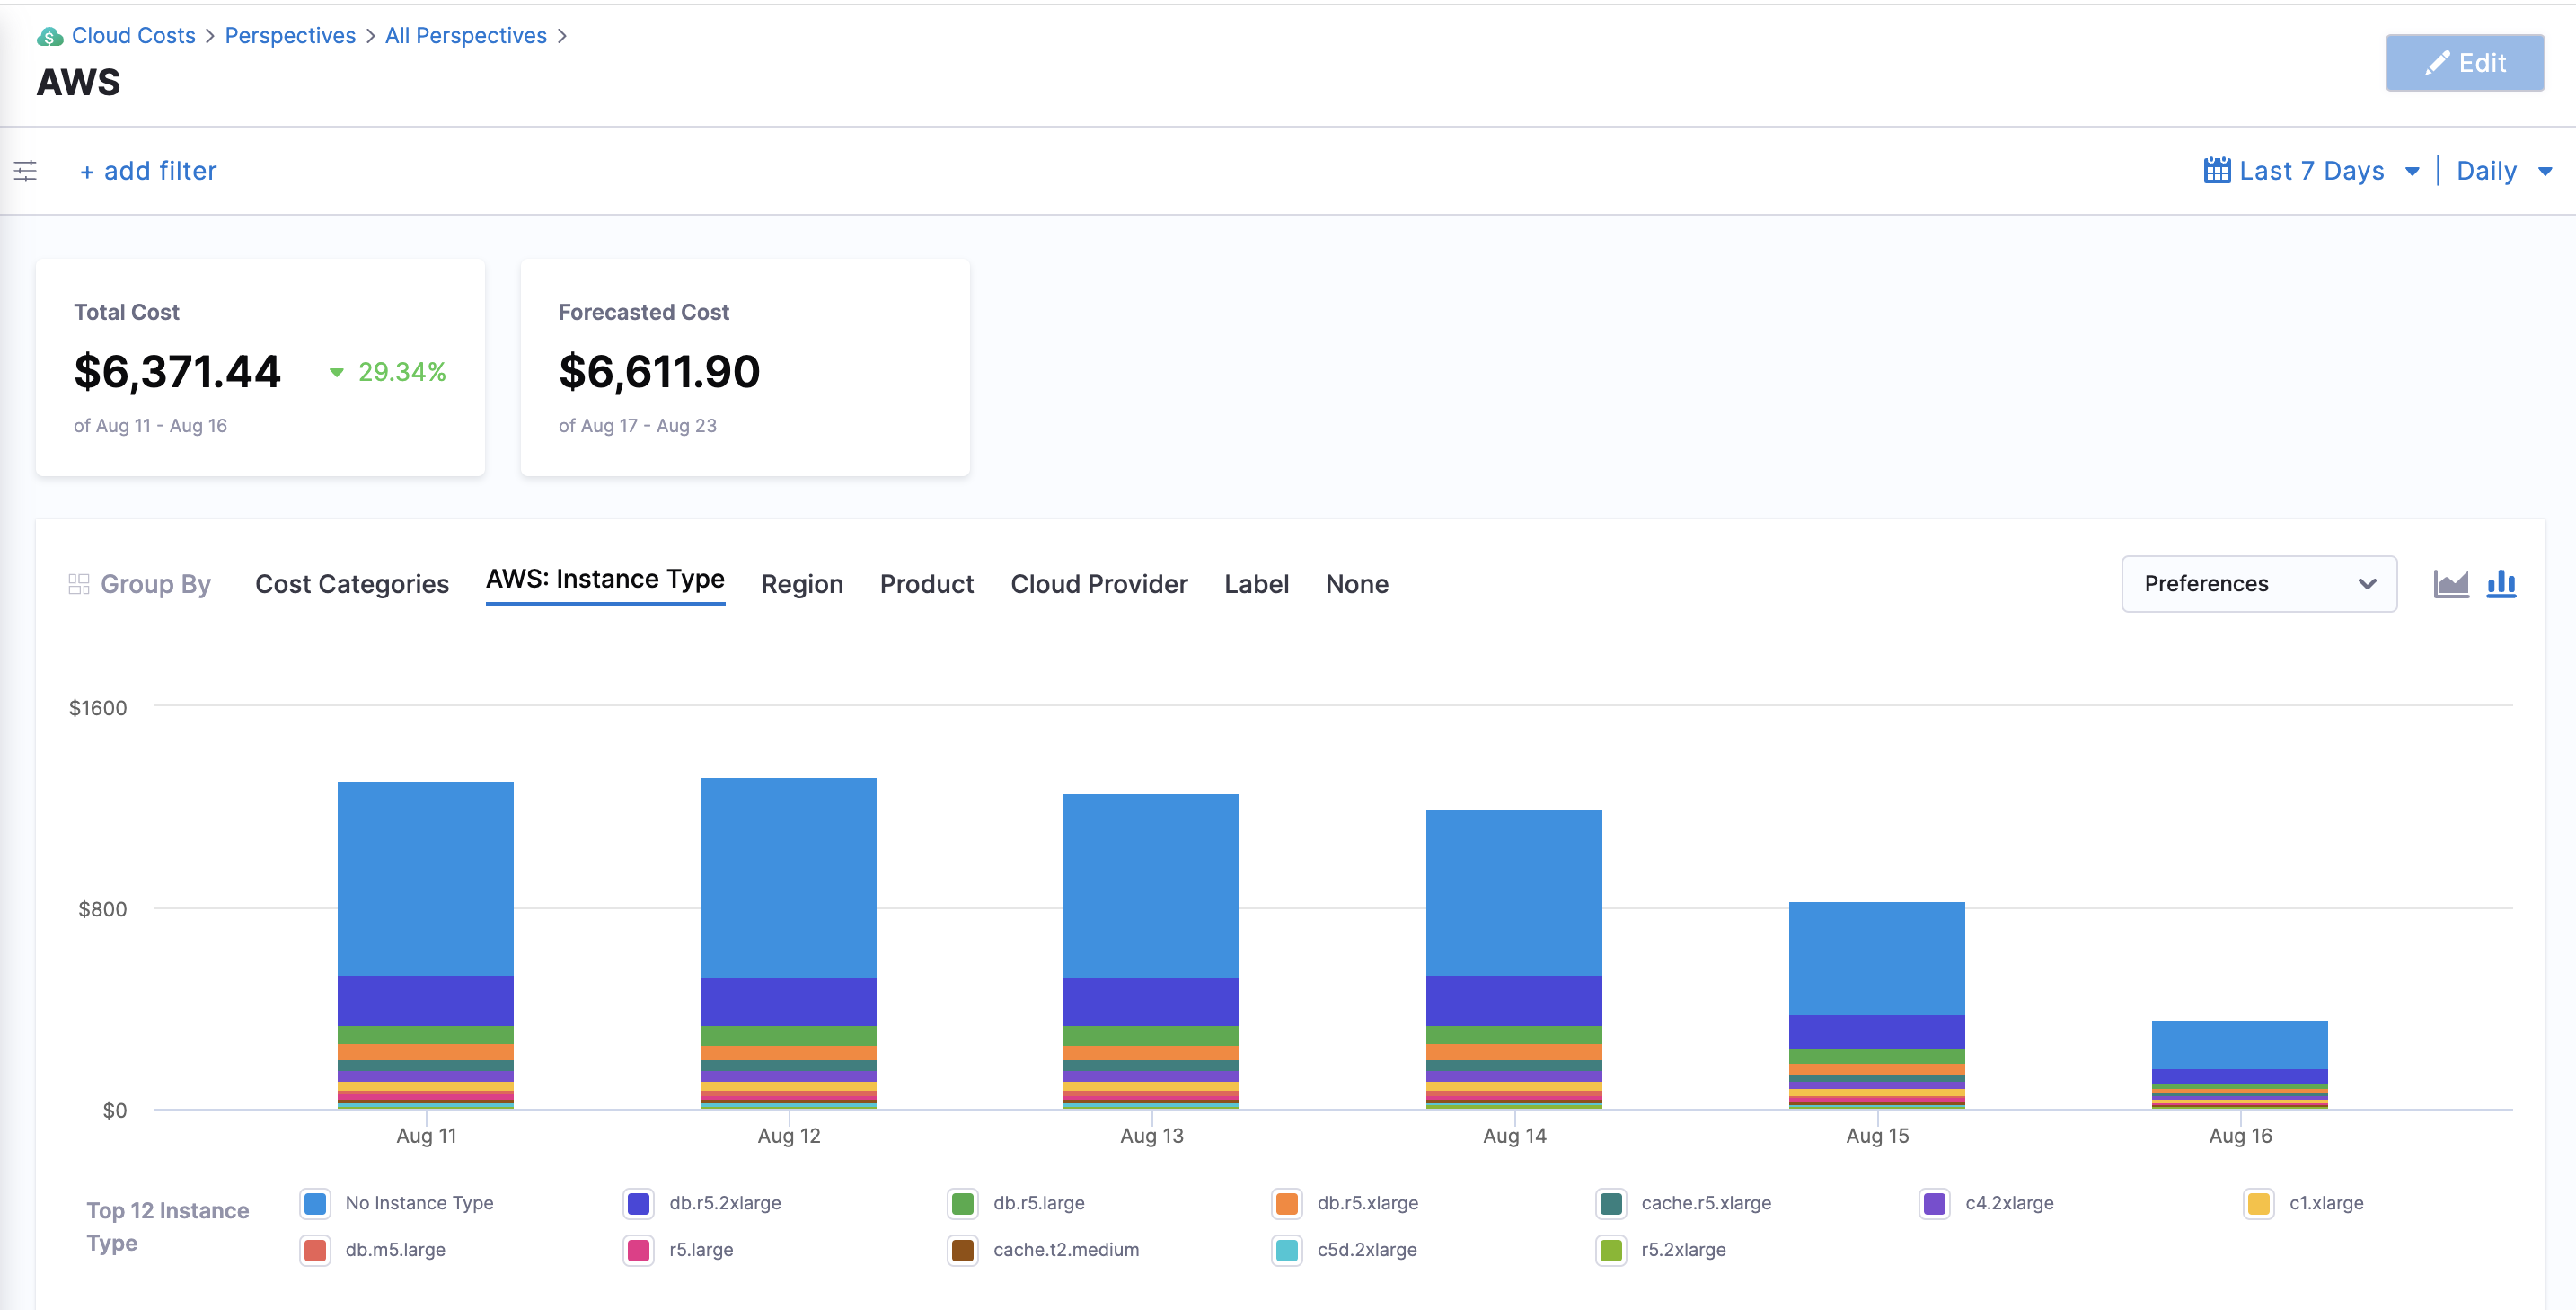 Cloud Costs > Perspectives > All Perspectives >
AWS
Edit
+ add filter
Last 7 Days | Daily
Total Cost
$6,371.44 29.34%
of Aug 11 - Aug 16
Forecasted Cost
$6,611.90
of Aug 17 - Aug 23
Group By Cost Categories AWS: Instance Type Region Product Cloud Provider Label None Preferences
$1600
$800
$0
Aug 11 Aug 12 Aug 13 Aug 14 Aug 15 Aug 16
Top 12 Instance
Type
No Instance Type db.r5.2xlarge db.r5.large db.r5.xlarge cache.r5.xlarge c4.2xlarge c1.xlarge
db.m5.large r5.large cache.t2.medium c5d.2xlarge r5.2xlarge